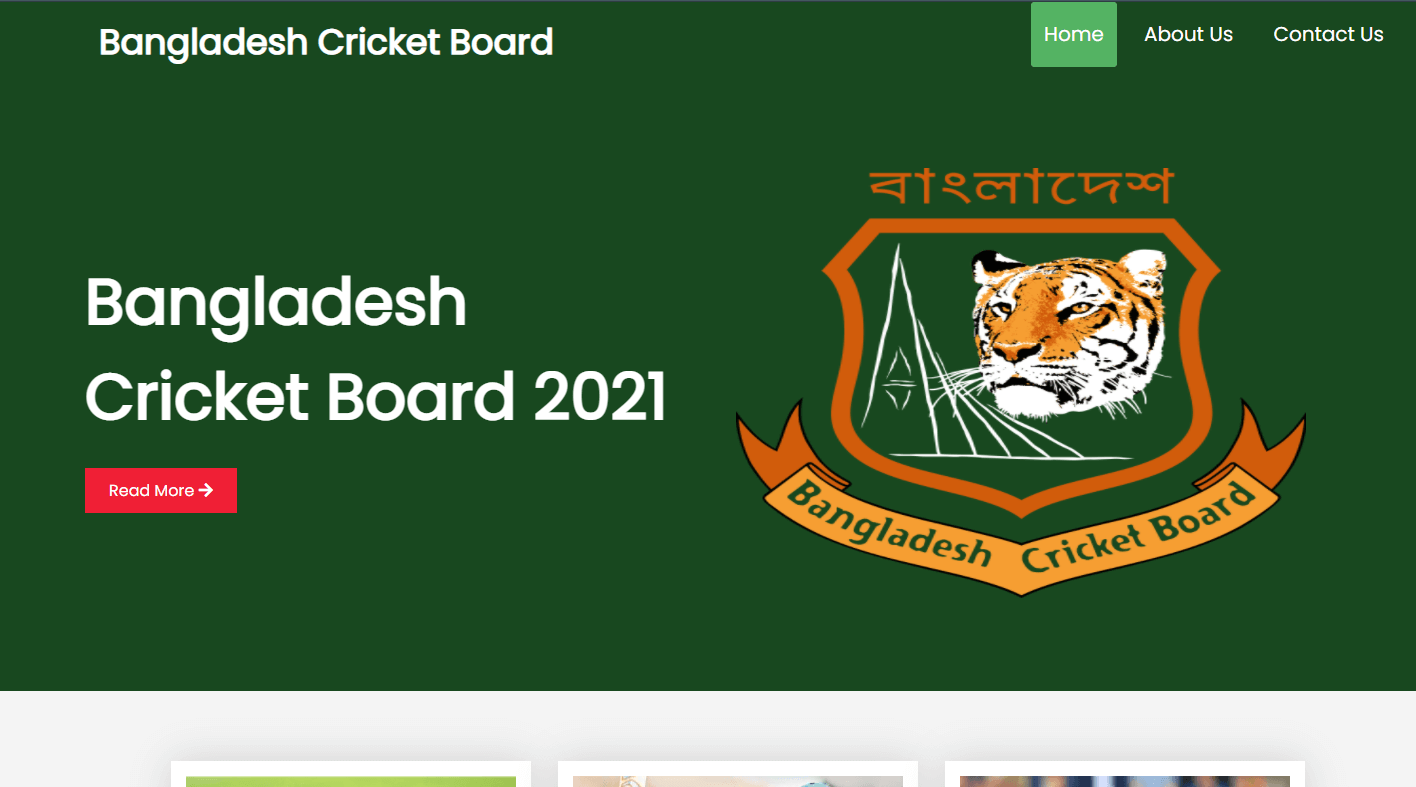 Bangladesh Cricket Board
Home
About Us
Contact Us
বাংলাদেশ
Bangladesh
Cricket Board 2021
Read More
Bangladesh Cricket Board